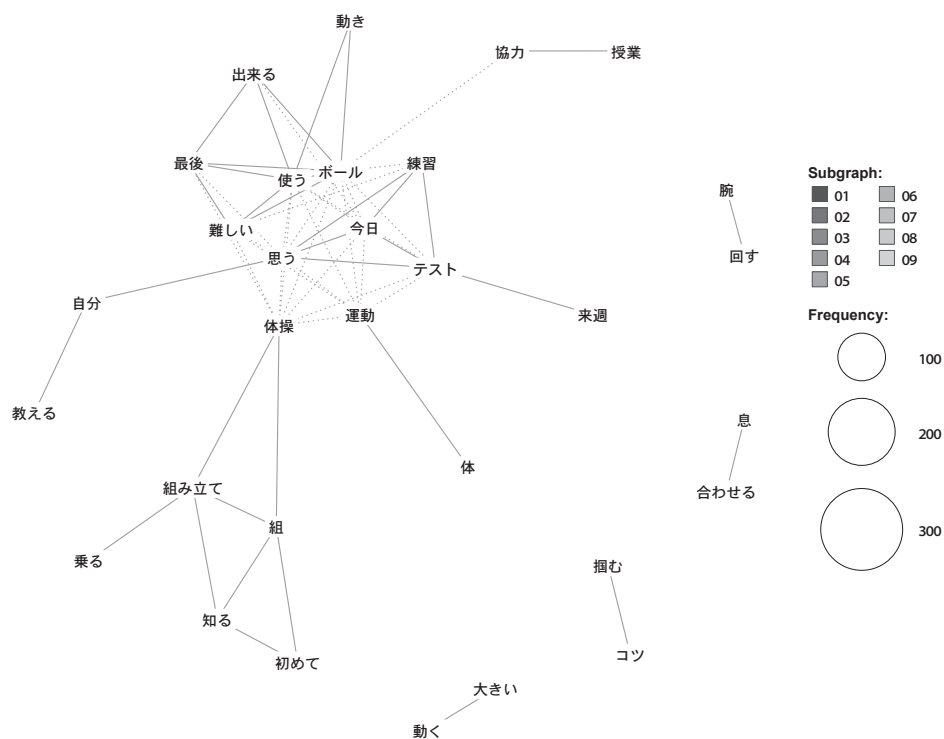 動き
協力
授業
出来る
最後
使う
ボール
練習
難しい
今日
思う
テスト
自分
体操
運動
来週
教える
体
組み立て
組
乗る
知る
初めて
腕
回す
息
合わせる
掴む
コツ
大きい
動く
Subgraph:
01
02
03
04
05
06
07
08
09
Frequency:
100
200
300